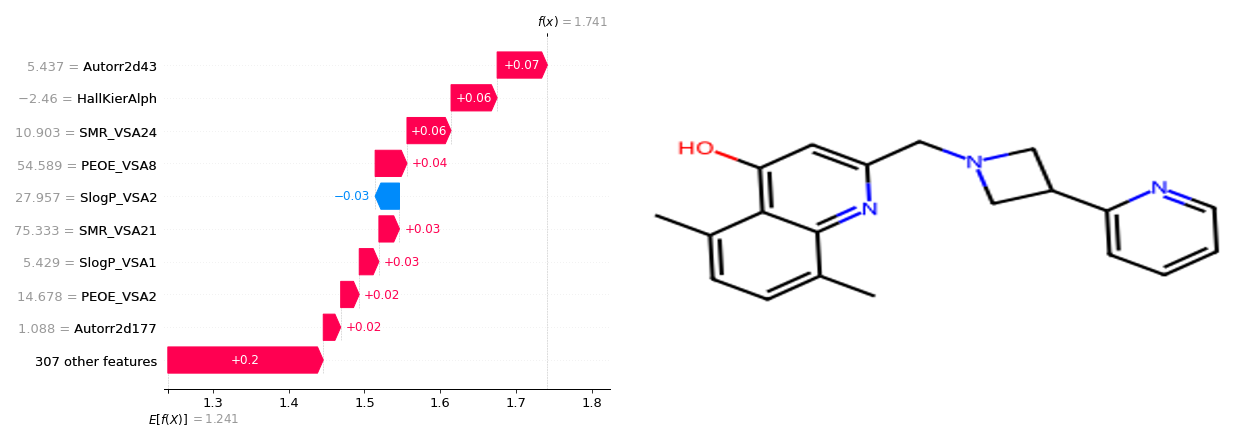 f(x) = 1.741
5.437 = Autorr2d43
+0.07
−2.46 = HallKierAlph
+0.06
10.903 = SMR_VSA24
+0.06
54.589 = PEOE_VSA8
+0.04
27.957 = SlogP_VSA2
−0.03
75.333 = SMR_VSA21
+0.03
5.429 = SlogP_VSA1
+0.03
14.678 = PEOE_VSA2
+0.02
1.088 = Autorr2d177
+0.02
307 other features
+0.2
1.3 1.4 1.5 1.6 1.7 1.8
E[f(X)] = 1.241
HO
N
N
N